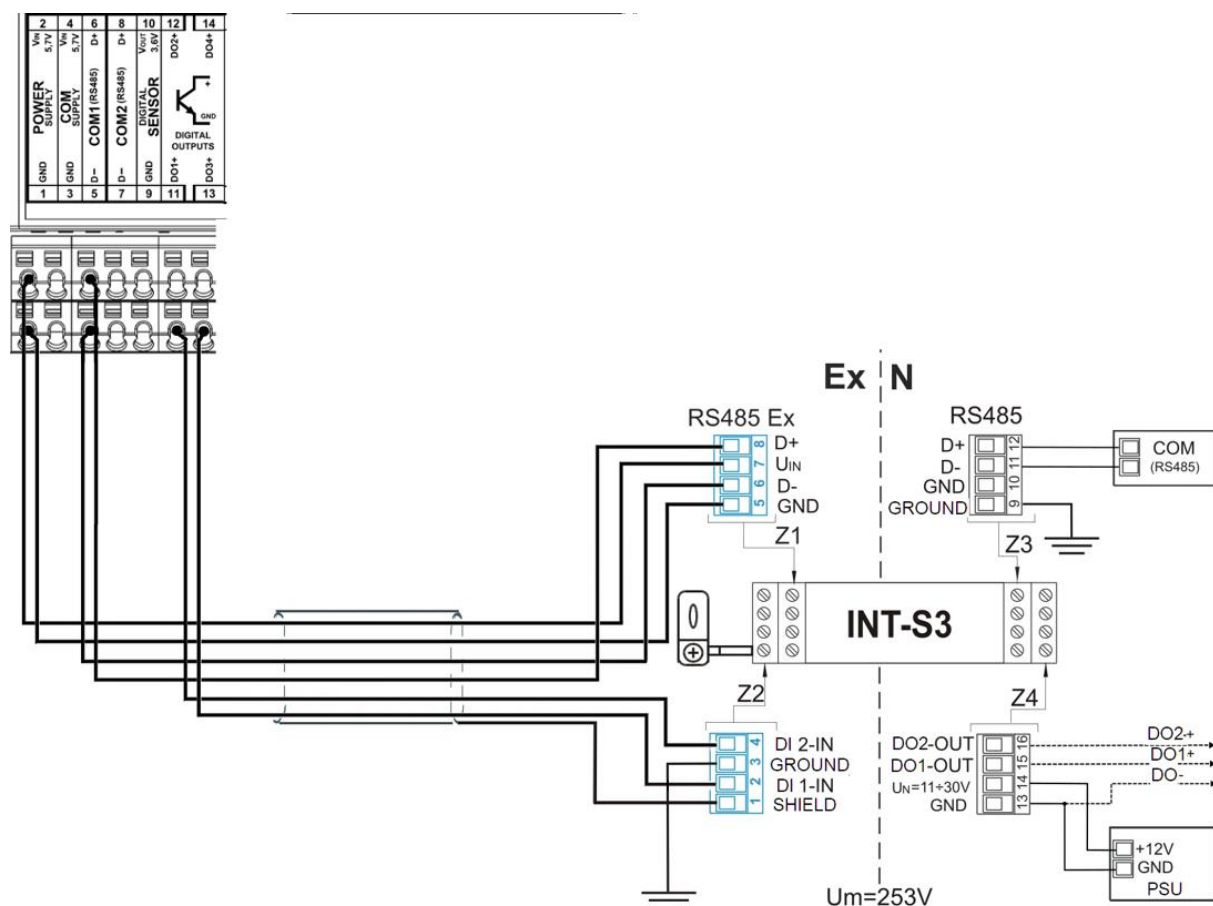 2 4 6 8 10 12 14
VIN 5,7V
VIN 5,7V
D+
D+
VOUT 3,6V
DO2+
DO4+
POWER SUPPLY
COM SUPPLY
COM1 (RS485)
COM2 (RS485)
DIGITAL SENSOR
+
GND
DIGITAL OUTPUTS
GND
GND
D−
D−
GND
DO1+
DO3+
1 3 5 7 9 11 13
Ex N
RS485 Ex
8 D+
7 UIN
6 D-
5 GND
Z1
RS485
D+ 12
D- 11
GND 10
GROUND 9
Z3
COM
(RS485)
INT-S3
Z2
4 DI 2-IN
3 GROUND
2 DI 1-IN
1 SHIELD
Z4
DO2-OUT 16
DO1-OUT 15
UN=11÷30V 14
GND 13
DO2-+
DO1+
DO-
+12V
GND
PSU
Um=253V